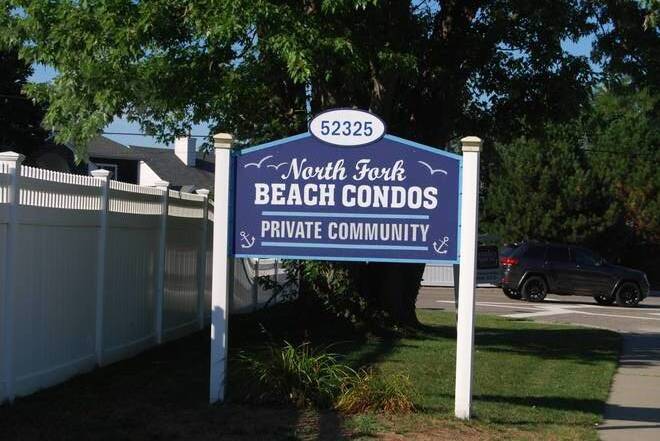 52325
North Fork
BEACH CONDOS
PRIVATE COMMUNITY